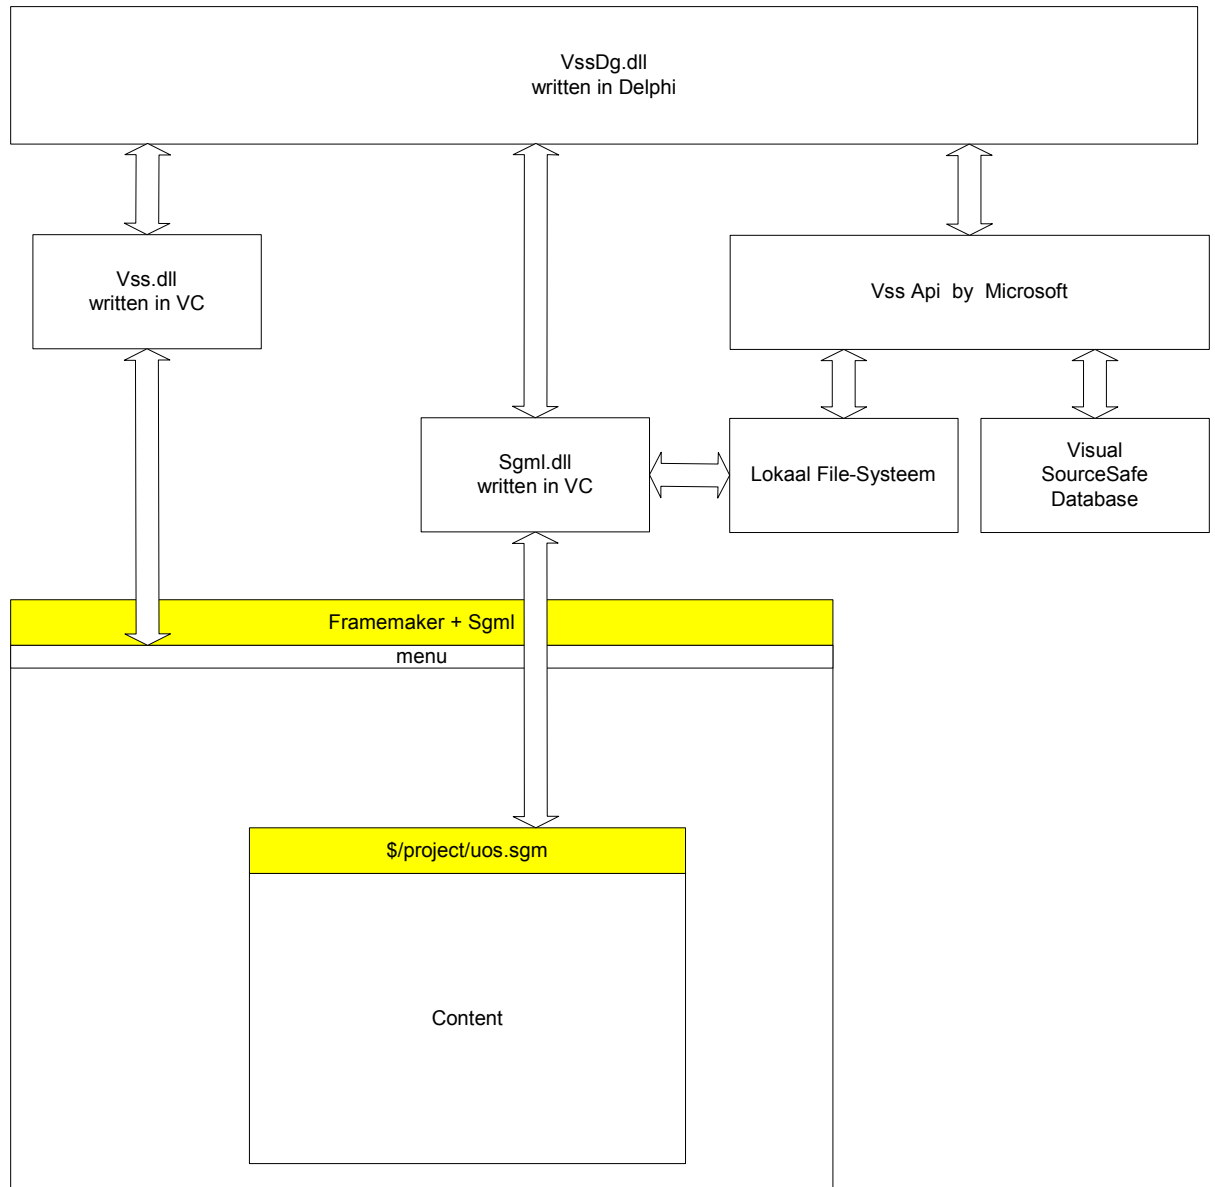 VssDg.dll
written in Delphi
Vss.dll
written in VC
Vss Api by Microsoft
Sgml.dll
written in VC
Lokaal File-Systeem
Visual
SourceSafe
Database
Framemaker + Sgml
menu
$/project/uos.sgm
Content